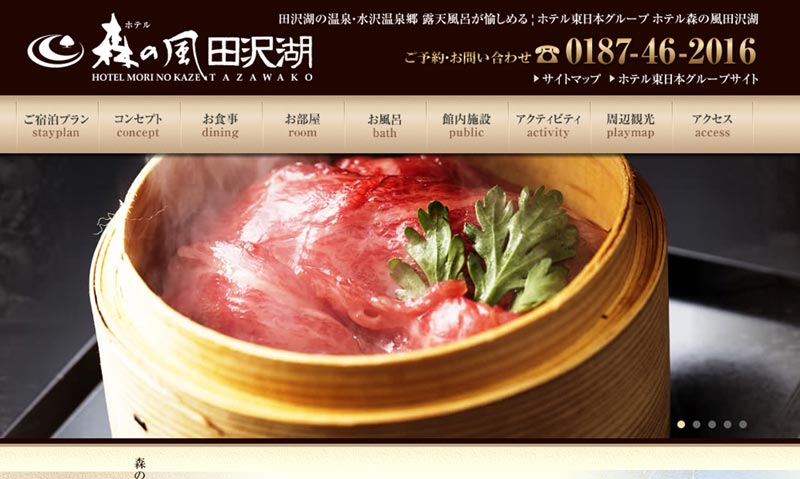 ホテル
森の風田沢湖
HOTEL MORI NO KAZE TAZAWAKO
田沢湖の温泉・水沢温泉郷 露天風呂が愉しめる¦ホテル東日本グループ ホテル森の風田沢湖
ご予約・お問い合わせ ☎ 0187-46-2016
サイトマップ ホテル東日本グループサイト
ご宿泊プラン コンセプト お食事 お部屋 お風呂 館内施設 アクティビティ 周辺観光 アクセス
stayplan concept dining room bath public activity playmap access
森の